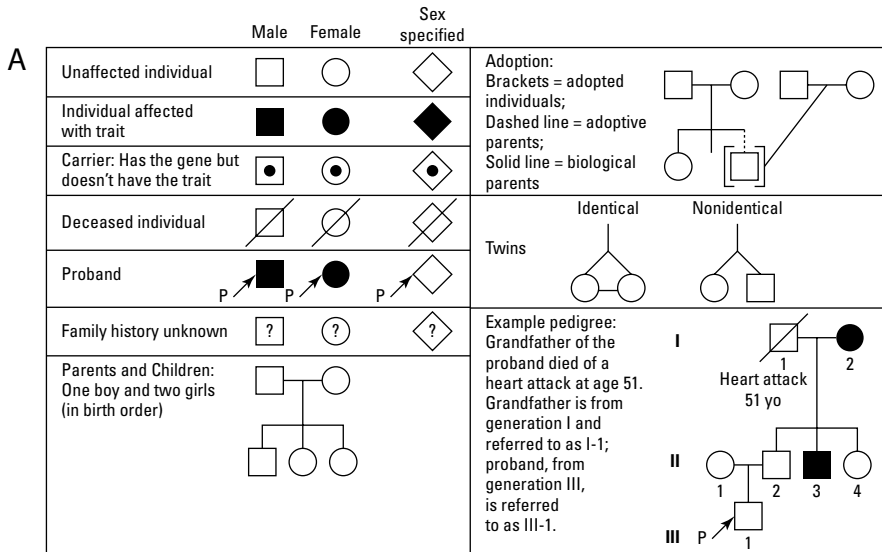 A
Male Female Sex
specified
Unaffected individual
Individual affected
with trait
Carrier: Has the gene but
doesn't have the trait
Deceased individual
Proband
P P P
Family history unknown
? ? ?
Parents and Children:
One boy and two girls
(in birth order)
Adoption:
Brackets = adopted
individuals;
Dashed line = adoptive
parents;
Solid line = biological
parents
Identical Nonidentical
Twins
Example pedigree:
Grandfather of the
proband died of a
heart attack at age 51.
Grandfather is from
generation I and
referred to as I-1;
proband, from
generation III,
is referred
to as III-1.
I
1 2
Heart attack
51 yo
II
1 2 3 4
III P 1